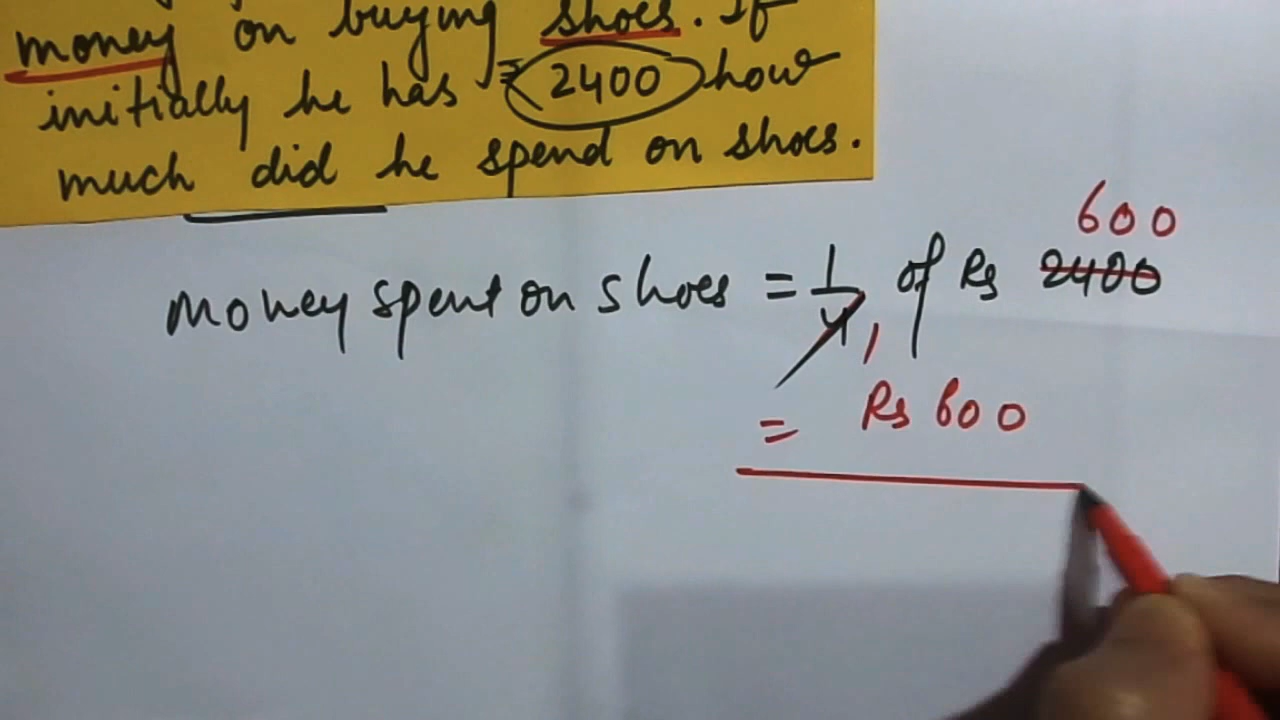 money on buying shoes. If
initially he has ₹ 2400 how
much did he spend on shoes.
600
money spent on shoes = 1/4 of Rs 2400
1
= Rs 600